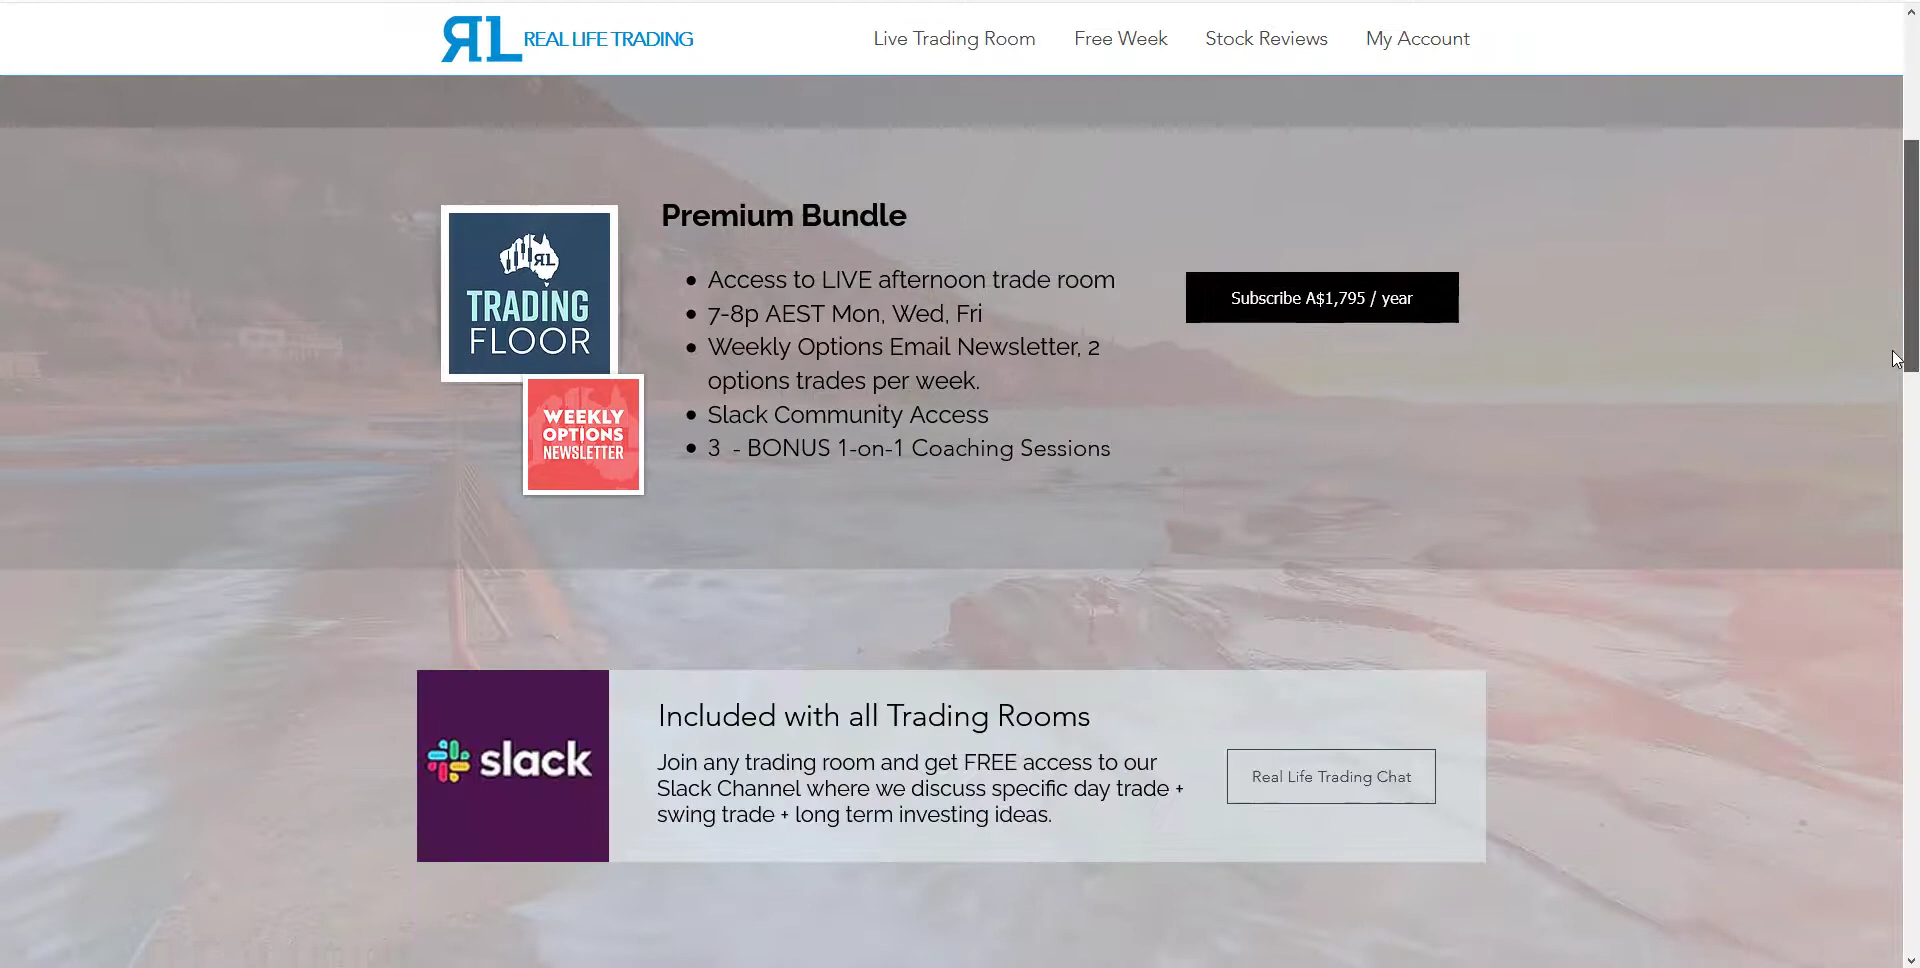 RL REAL LIFE TRADING
Live Trading Room
Free Week
Stock Reviews
My Account
RL
TRADING
FLOOR
WEEKLY
OPTIONS
NEWSLETTER
Premium Bundle
Access to LIVE afternoon trade room
7-8p AEST Mon, Wed, Fri
Weekly Options Email Newsletter, 2
options trades per week.
Slack Community Access
3 - BONUS 1-on-1 Coaching Sessions
Subscribe A$1,795 / year
slack
Included with all Trading Rooms
Join any trading room and get FREE access to our
Slack Channel where we discuss specific day trade +
swing trade + long term investing ideas.
Real Life Trading Chat